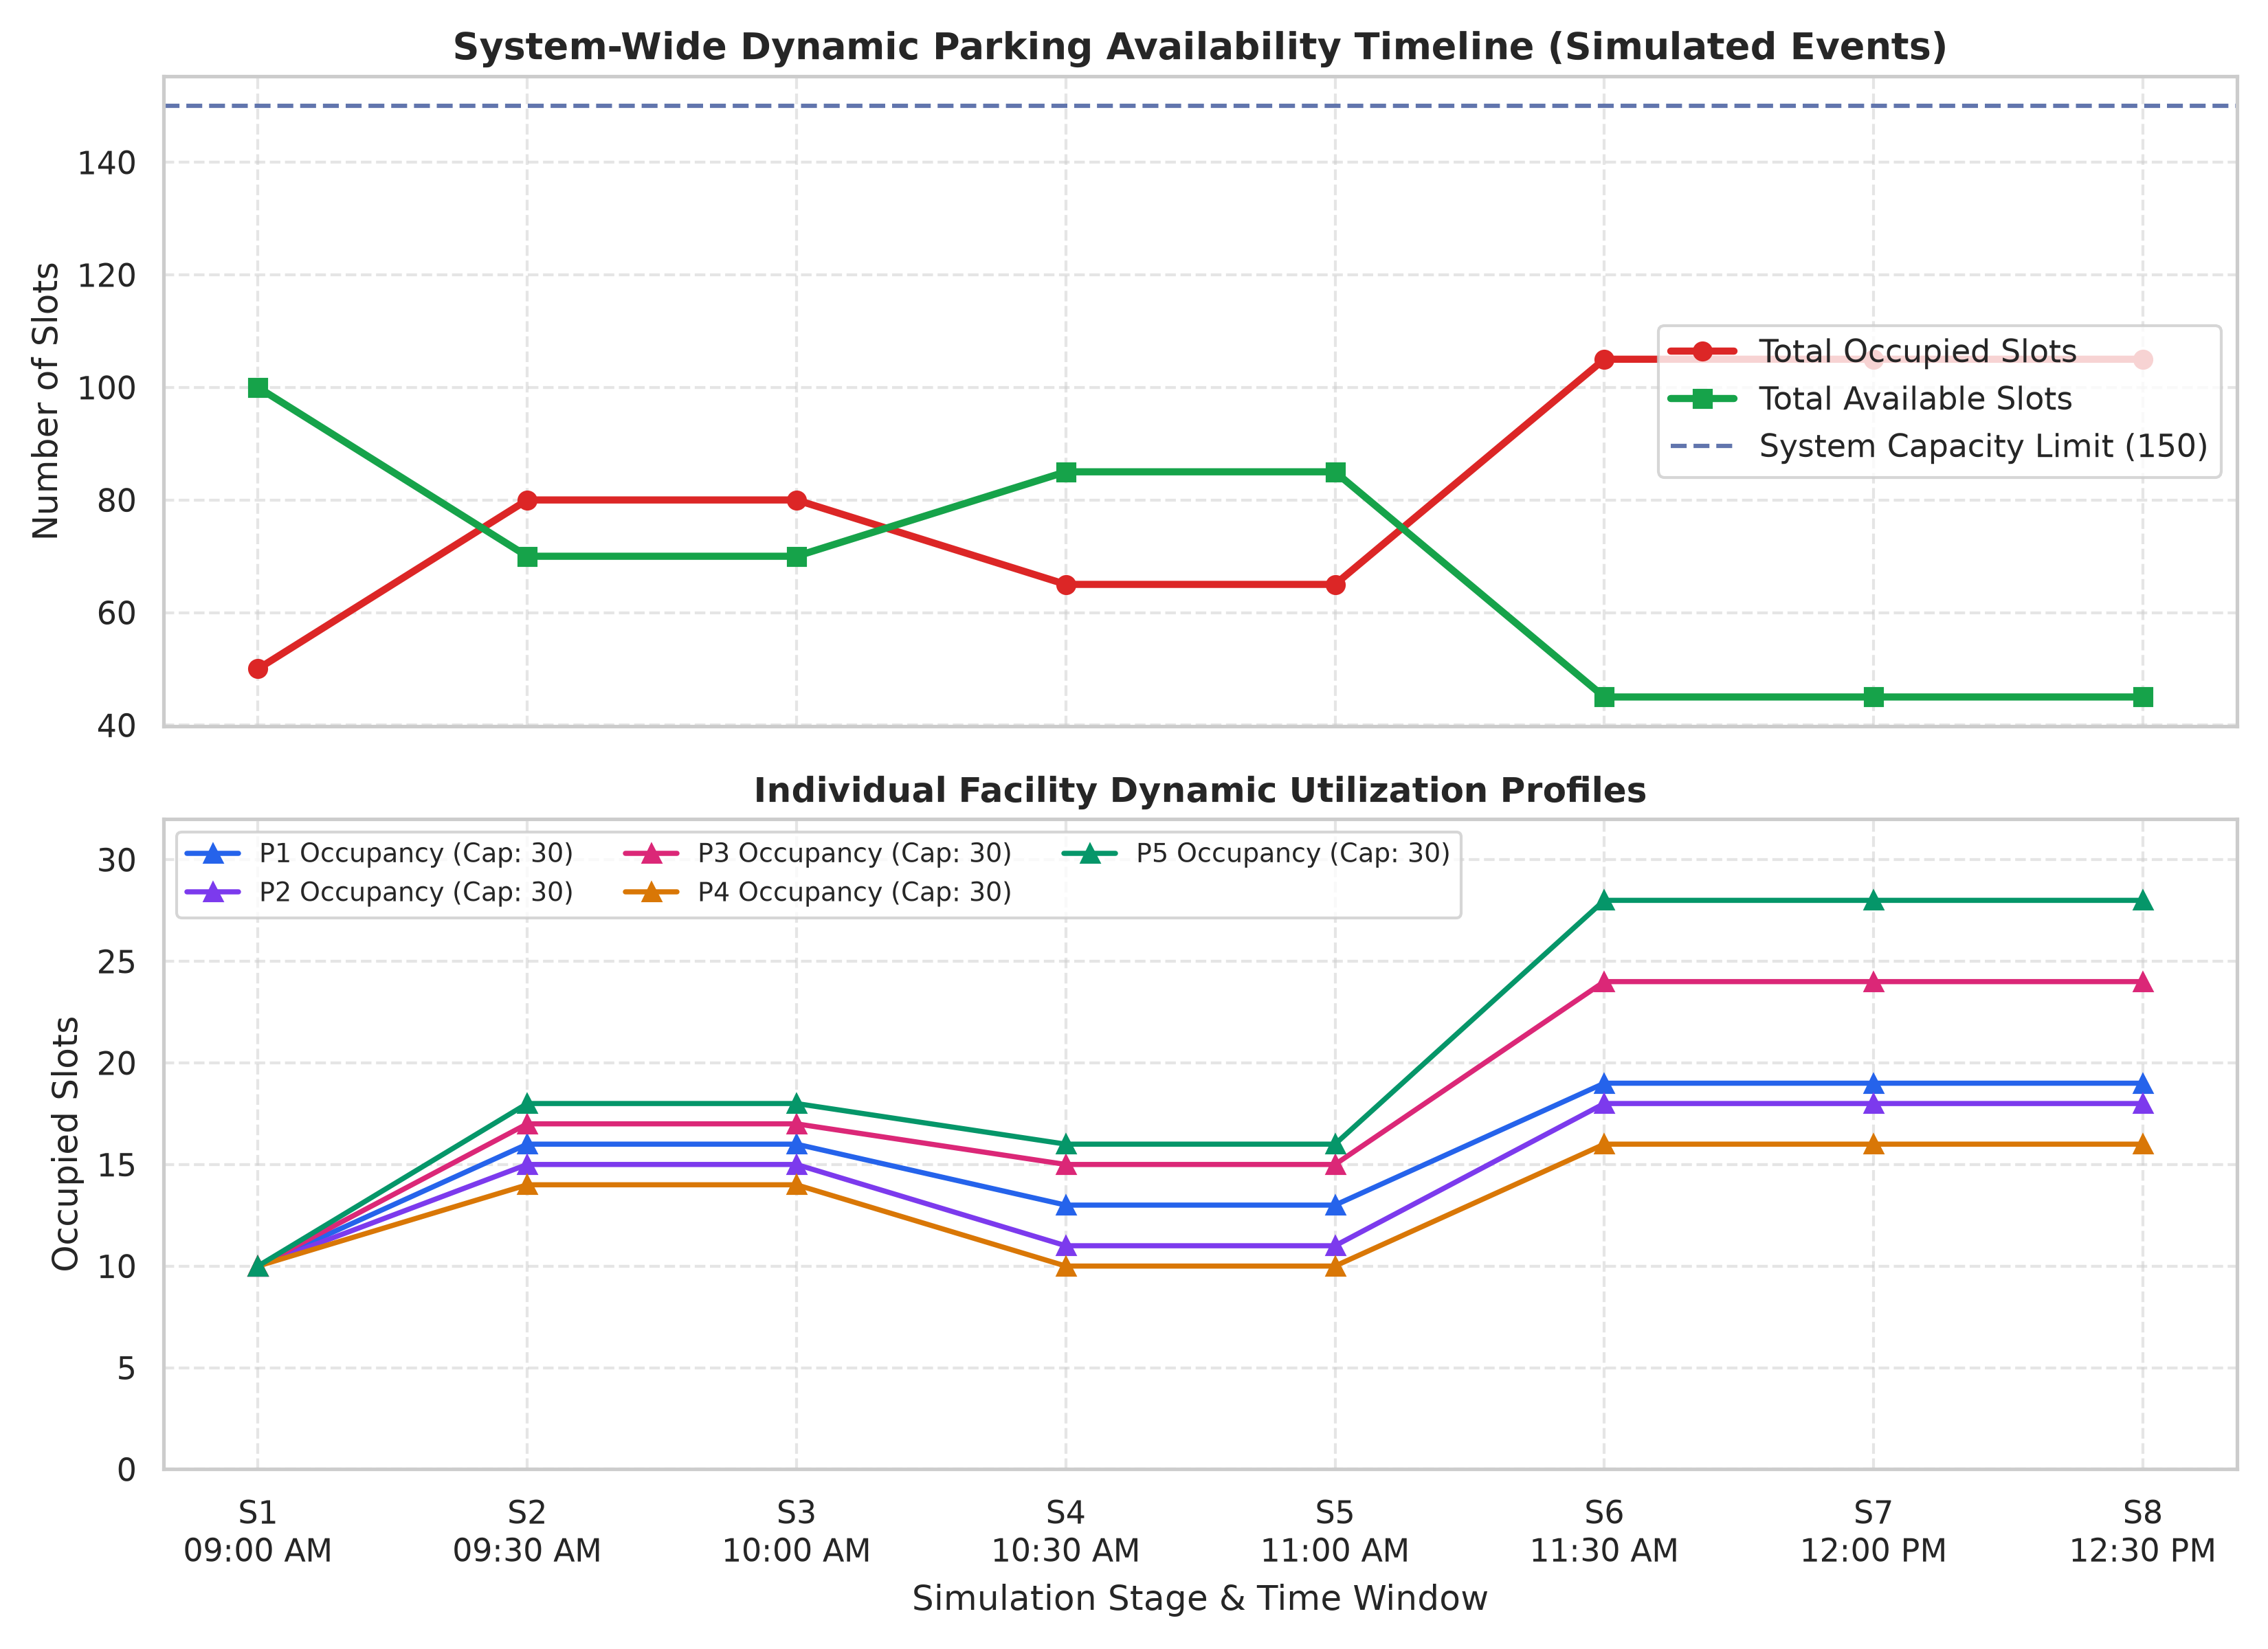 System-Wide Dynamic Parking Availability Timeline (Simulated Events)
Number of Slots
140
120
100
80
60
40
Total Occupied Slots
Total Available Slots
System Capacity Limit (150)
Individual Facility Dynamic Utilization Profiles
Occupied Slots
30
25
20
15
10
5
0
P1 Occupancy (Cap: 30)
P2 Occupancy (Cap: 30)
P3 Occupancy (Cap: 30)
P4 Occupancy (Cap: 30)
P5 Occupancy (Cap: 30)
S1
09:00 AM
S2
09:30 AM
S3
10:00 AM
S4
10:30 AM
S5
11:00 AM
S6
11:30 AM
S7
12:00 PM
S8
12:30 PM
Simulation Stage & Time Window